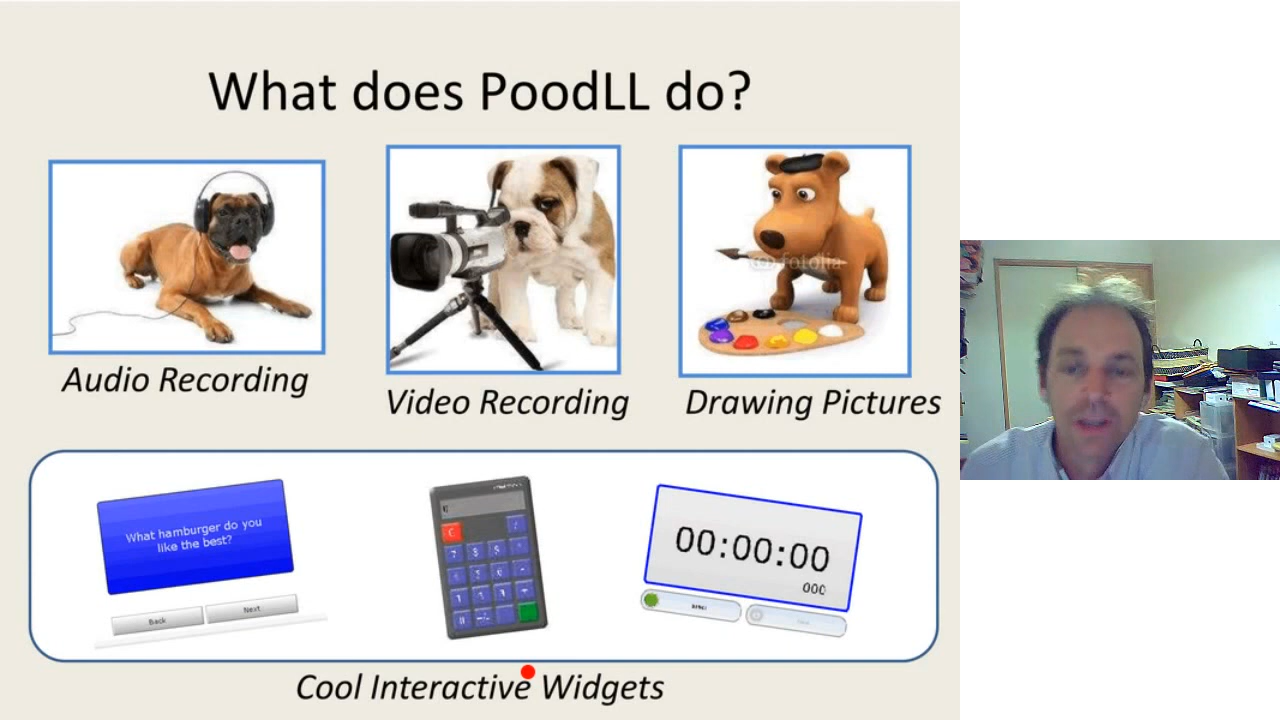 What does PoodLL do?
fotolia
Audio Recording
Video Recording
Drawing Pictures
What hamburger do you
like the best?
Back
Next
00:00:00
000
Cool Interactive Widgets